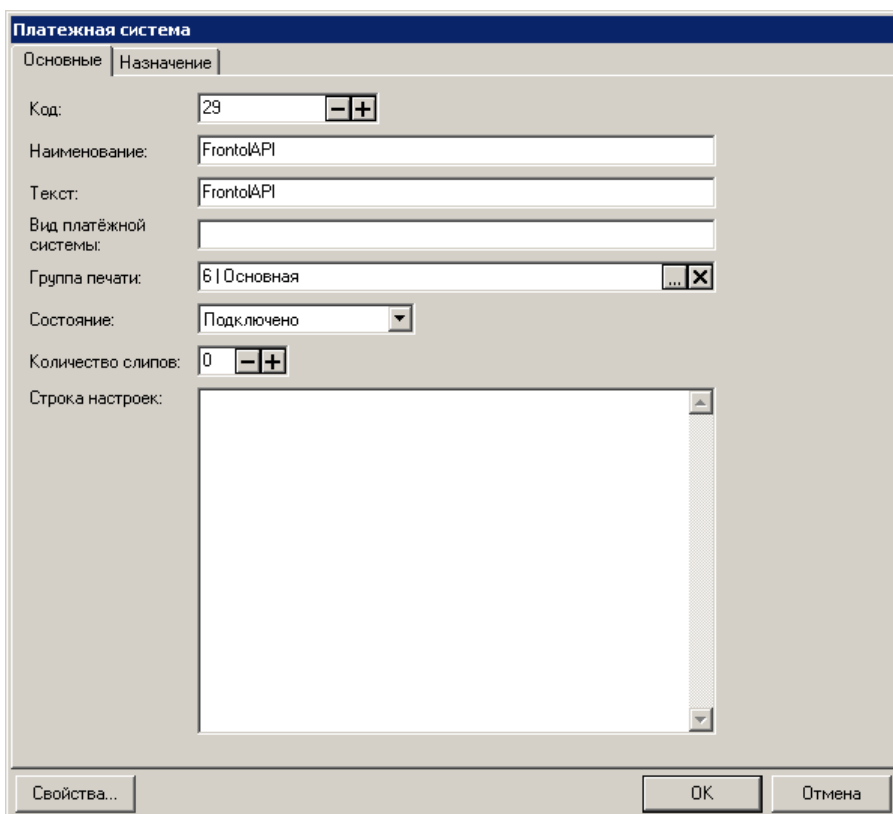 Платежная система
Основные Назначение
Код: 29
Наименование: FrontolAPI
Текст: FrontolAPI
Вид платёжной
системы:
Группа печати: 6 | Основная ...
Состояние: Подключено
Количество слипов: 0
Строка настроек:
Свойства... OK Отмена